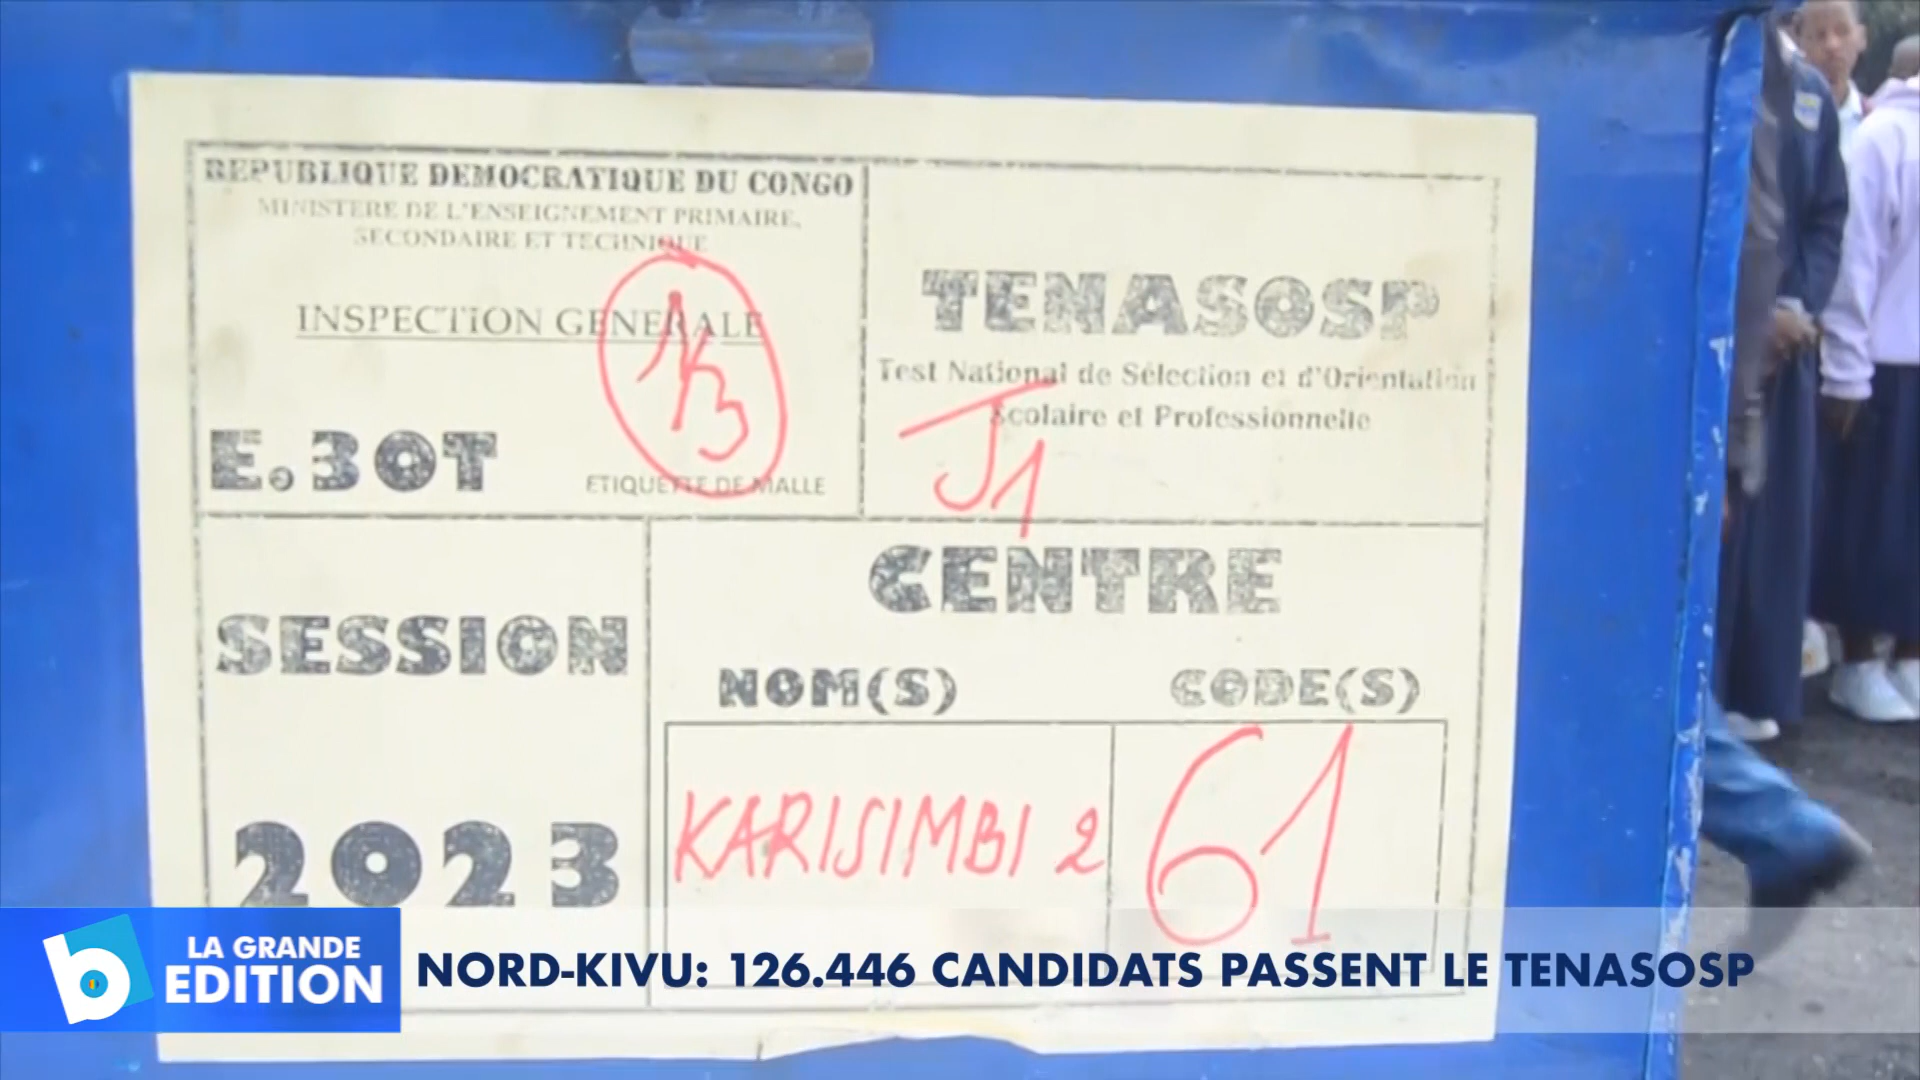 REPUBLIQUE DEMOCRATIQUE DU CONGO
MINISTERE DE L'ENSEIGNEMENT PRIMAIRE,
SECONDAIRE ET TECHNIQUE
INSPECTiON GENERALE
1/3
E.30T
ETIQUETTE DE MALLE
TENASOSP
Test National de Sélection et d'Orientation
Scolaire et Professionnelle
J1
SESSION
2023
CENTRE
NOM(S)
CODE(S)
KARISIMBI 2
61
b
LA GRANDE
EDITION
NORD-KIVU: 126.446 CANDIDATS PASSENT LE TENASOSP